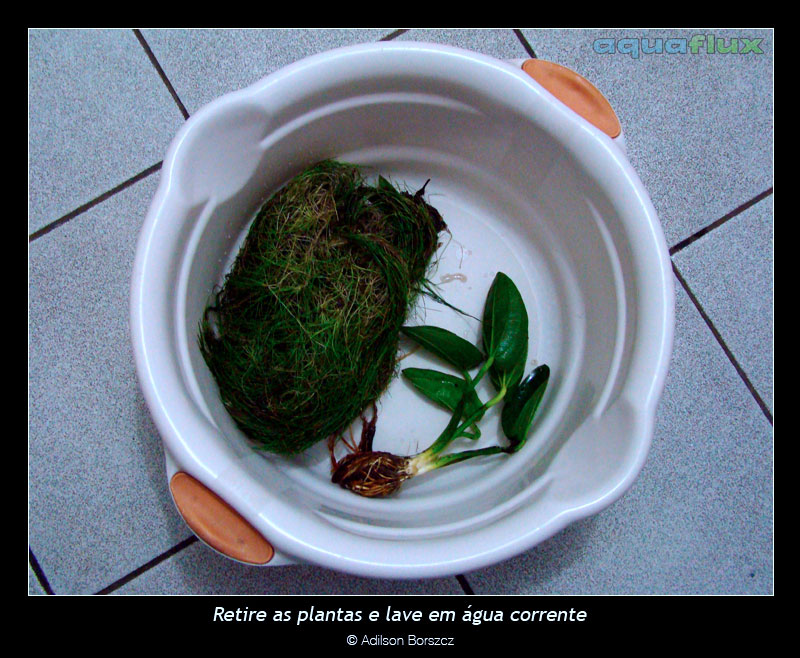 aquaflux
Retire as plantas e lave em água corrente
© Adilson Borszcz